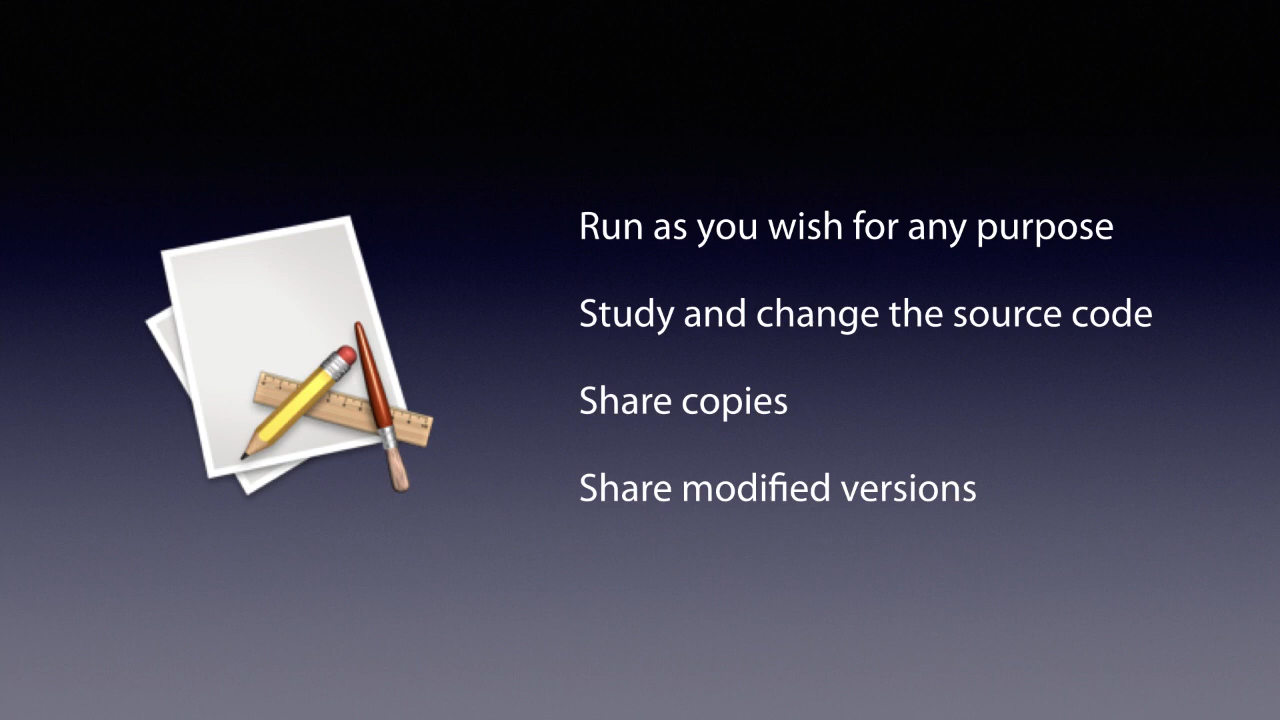 Run as you wish for any purpose
Study and change the source code
Share copies
Share modified versions